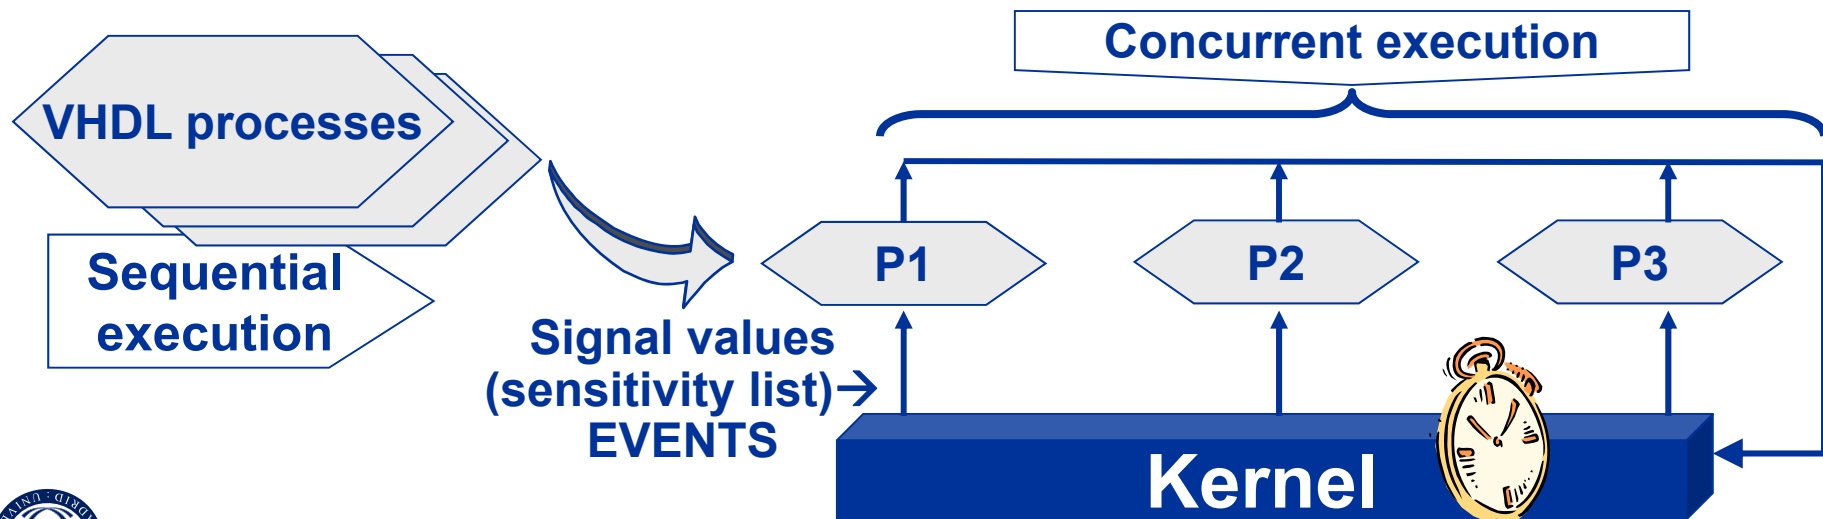 Concurrent execution
VHDL processes
Sequential
execution
P1
P2
P3
Signal values
(sensitivity list)→
EVENTS
Kernel